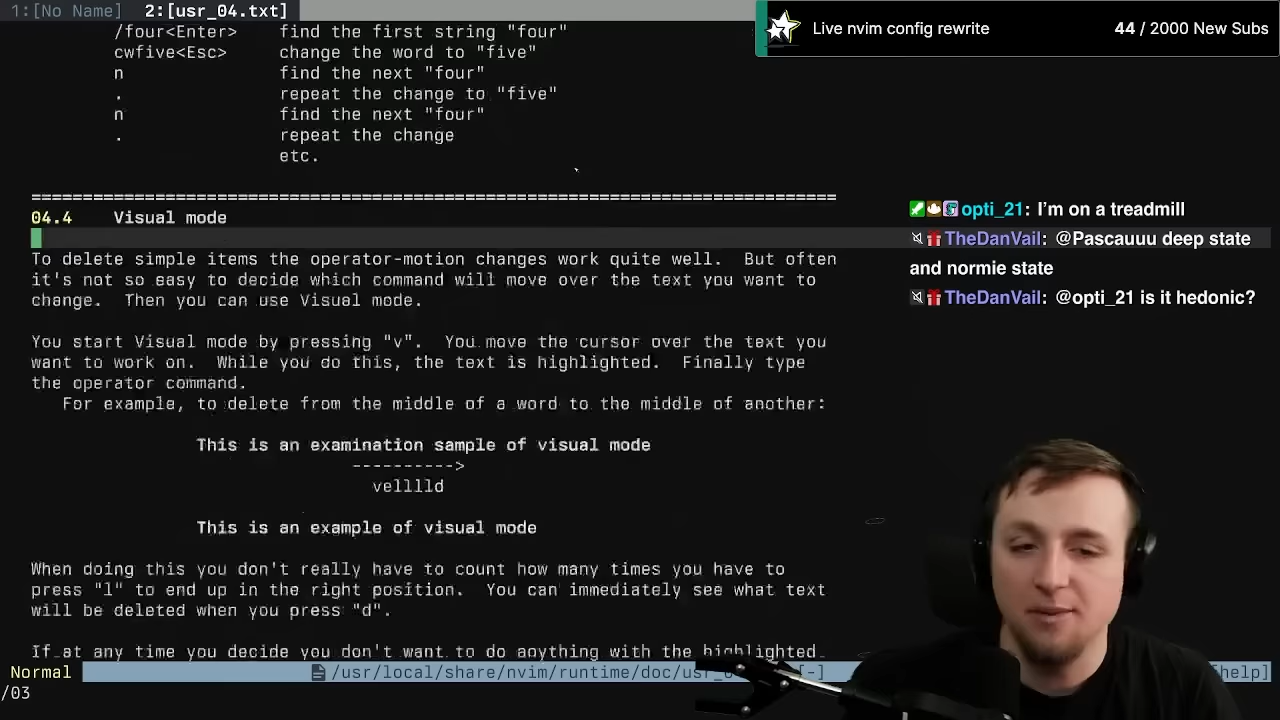 1:[No Name]  2:[usr_04.txt]
Live nvim config rewrite 44 / 2000 New Subs
/four<Enter> find the first string "four"
cwfive<Esc> change the word to "five"
n find the next "four"
. repeat the change to "five"
n find the next "four"
. repeat the change
etc.
==============================================================================
04.4 Visual mode
To delete simple items the operator-motion changes work quite well.  But often
it's not so easy to decide which command will move over the text you want to
change.  Then you can use Visual mode.
You start Visual mode by pressing "v".  You move the cursor over the text you
want to work on.  While you do this, the text is highlighted.  Finally type
the operator command.
For example, to delete from the middle of a word to the middle of another:
This is an examination sample of visual mode
---------->
velllld
This is an example of visual mode
When doing this you don't really have to count how many times you have to
press "l" to end up in the right position.  You can immediately see what text
will be deleted when you press "d".
If at any time you decide you don't want to do anything with the highlighted
opti_21: I'm on a treadmill
TheDanVail: @Pascauuu deep state
and normie state
TheDanVail: @opti_21 is it hedonic?
Normal /usr/local/share/nvim/runtime/doc/usr_ [-] help]
/03